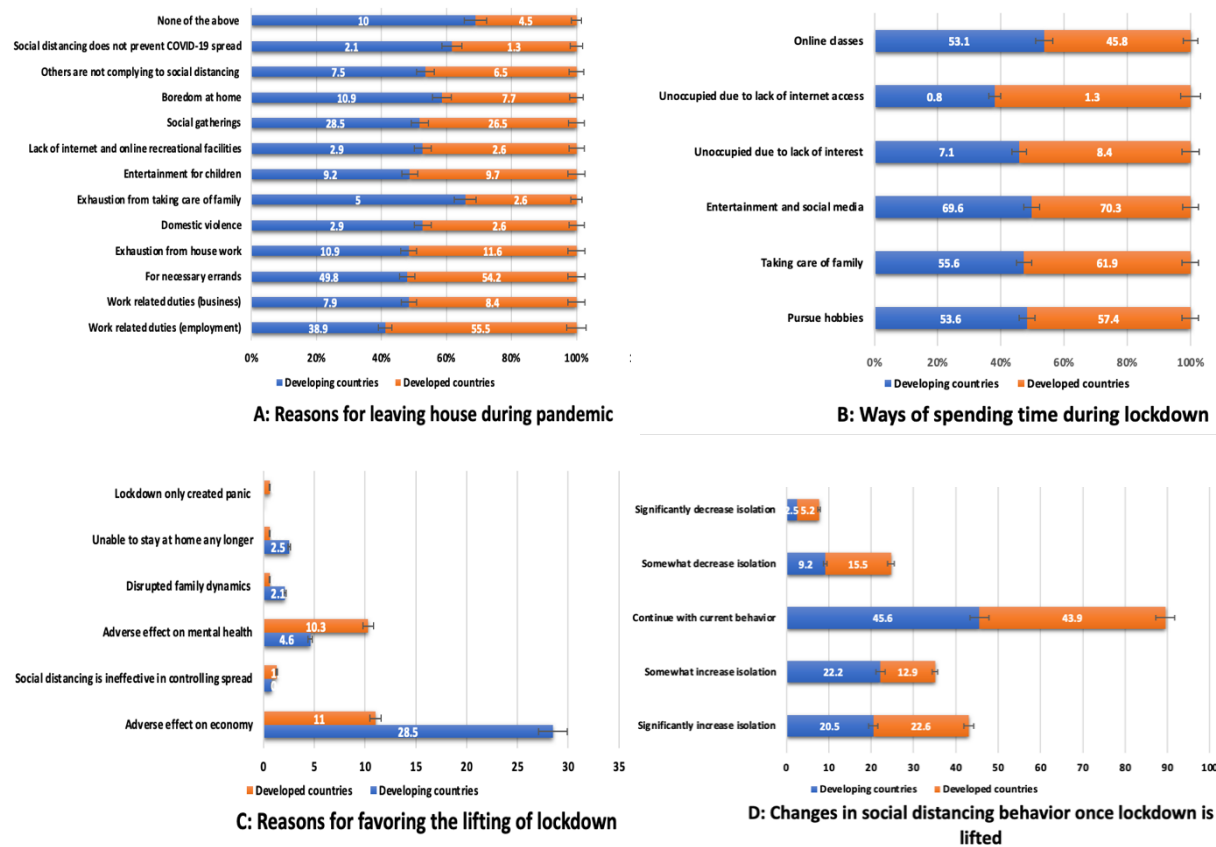 None of the above
10
4.5
Social distancing does not prevent COVID-19 spread
2.1
1.3
Others are not complying to social distancing
7.5
6.5
Boredom at home
10.9
7.7
Social gatherings
28.5
26.5
Lack of internet and online recreational facilities
2.9
2.6
Entertainment for children
9.2
9.7
Exhaustion from taking care of family
5
2.6
Domestic violence
2.9
2.6
Exhaustion from house work
10.9
11.6
For necessary errands
49.8
54.2
Work related duties (business)
7.9
8.4
Work related duties (employment)
38.9
55.5
0% 20% 40% 60% 80% 100%
Developing countries Developed countries
A: Reasons for leaving house during pandemic
Online classes
53.1
45.8
Unoccupied due to lack of internet access
0.8
1.3
Unoccupied due to lack of interest
7.1
8.4
Entertainment and social media
69.6
70.3
Taking care of family
55.6
61.9
Pursue hobbies
53.6
57.4
0% 20% 40% 60% 80% 100%
Developing countries Developed countries
B: Ways of spending time during lockdown
Lockdown only created panic
Unable to stay at home any longer
2.5
Disrupted family dynamics
2.1
Adverse effect on mental health
10.3
4.6
Social distancing is ineffective in controlling spread
Adverse effect on economy
11
28.5
0 5 10 15 20 25 30 35
Developed countries Developing countries
C: Reasons for favoring the lifting of lockdown
Significantly decrease isolation
2.5
5.2
Somewhat decrease isolation
9.2
15.5
Continue with current behavior
45.6
43.9
Somewhat increase isolation
22.2
12.9
Significantly increase isolation
20.5
22.6
0 10 20 30 40 50 60 70 80 90
Developing countries Developed countries
D: Changes in social distancing behavior once lockdown is
lifted